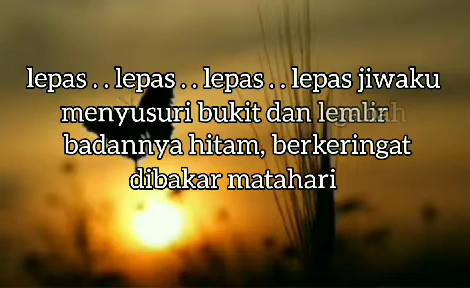 lepas . . lepas . . lepas . . lepas jiwaku
menyusuri bukit dan
badannya hitam, berkeringat
dibakar matahari